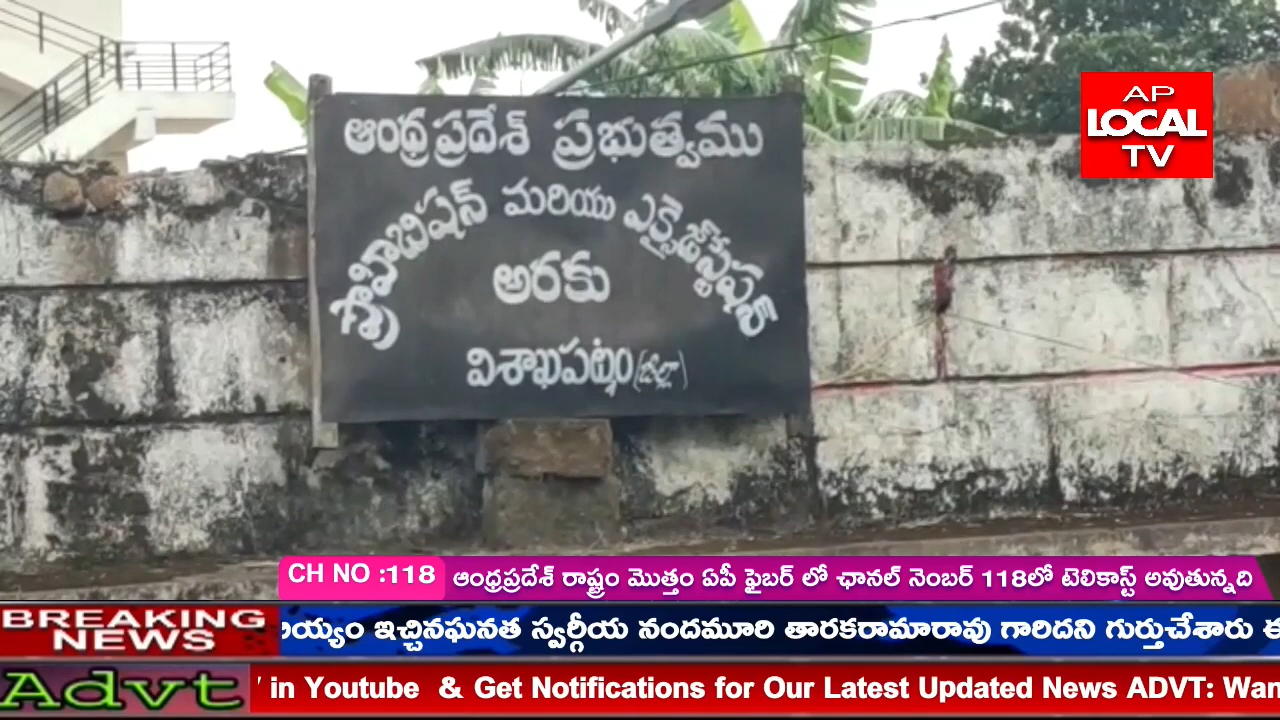 ఆంధ్రప్రదేశ్ ప్రభుత్వము
ప్రొహిబిషన్ మరియు ఎక్సైజ్‌స్టేషన్
అరకు
విశాఖపట్నం(జిల్లా)
AP
LOCAL
TV
CH NO :118 ఆంధ్రప్రదేశ్ రాష్ట్రం మొత్తం ఏపీ ఫైబర్ లో ఛానల్ నెంబర్ 118లో టెలికాస్ట్ అవుతున్నది
BREAKING
NEWS
ఇచ్చినఘనత స్వర్గీయ నందమూరి తారకరామారావు గారిదని గుర్తుచేశారు ఈ
Advt
in Youtube & Get Notifications for Our Latest Updated News ADVT: Wan